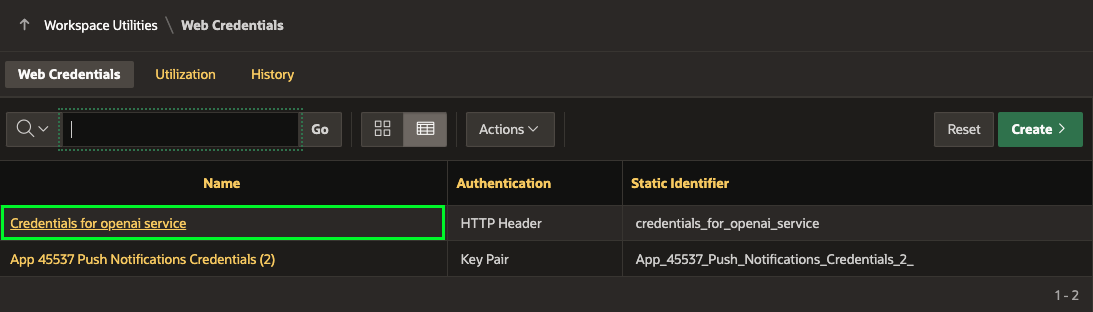 Workspace Utilities \ Web Credentials
Web Credentials Utilization History
Go Actions Reset Create
Name Authentication Static Identifier
Credentials for openai service HTTP Header credentials_for_openai_service
App 45537 Push Notifications Credentials (2) Key Pair App_45537_Push_Notifications_Credentials_2_
1 - 2